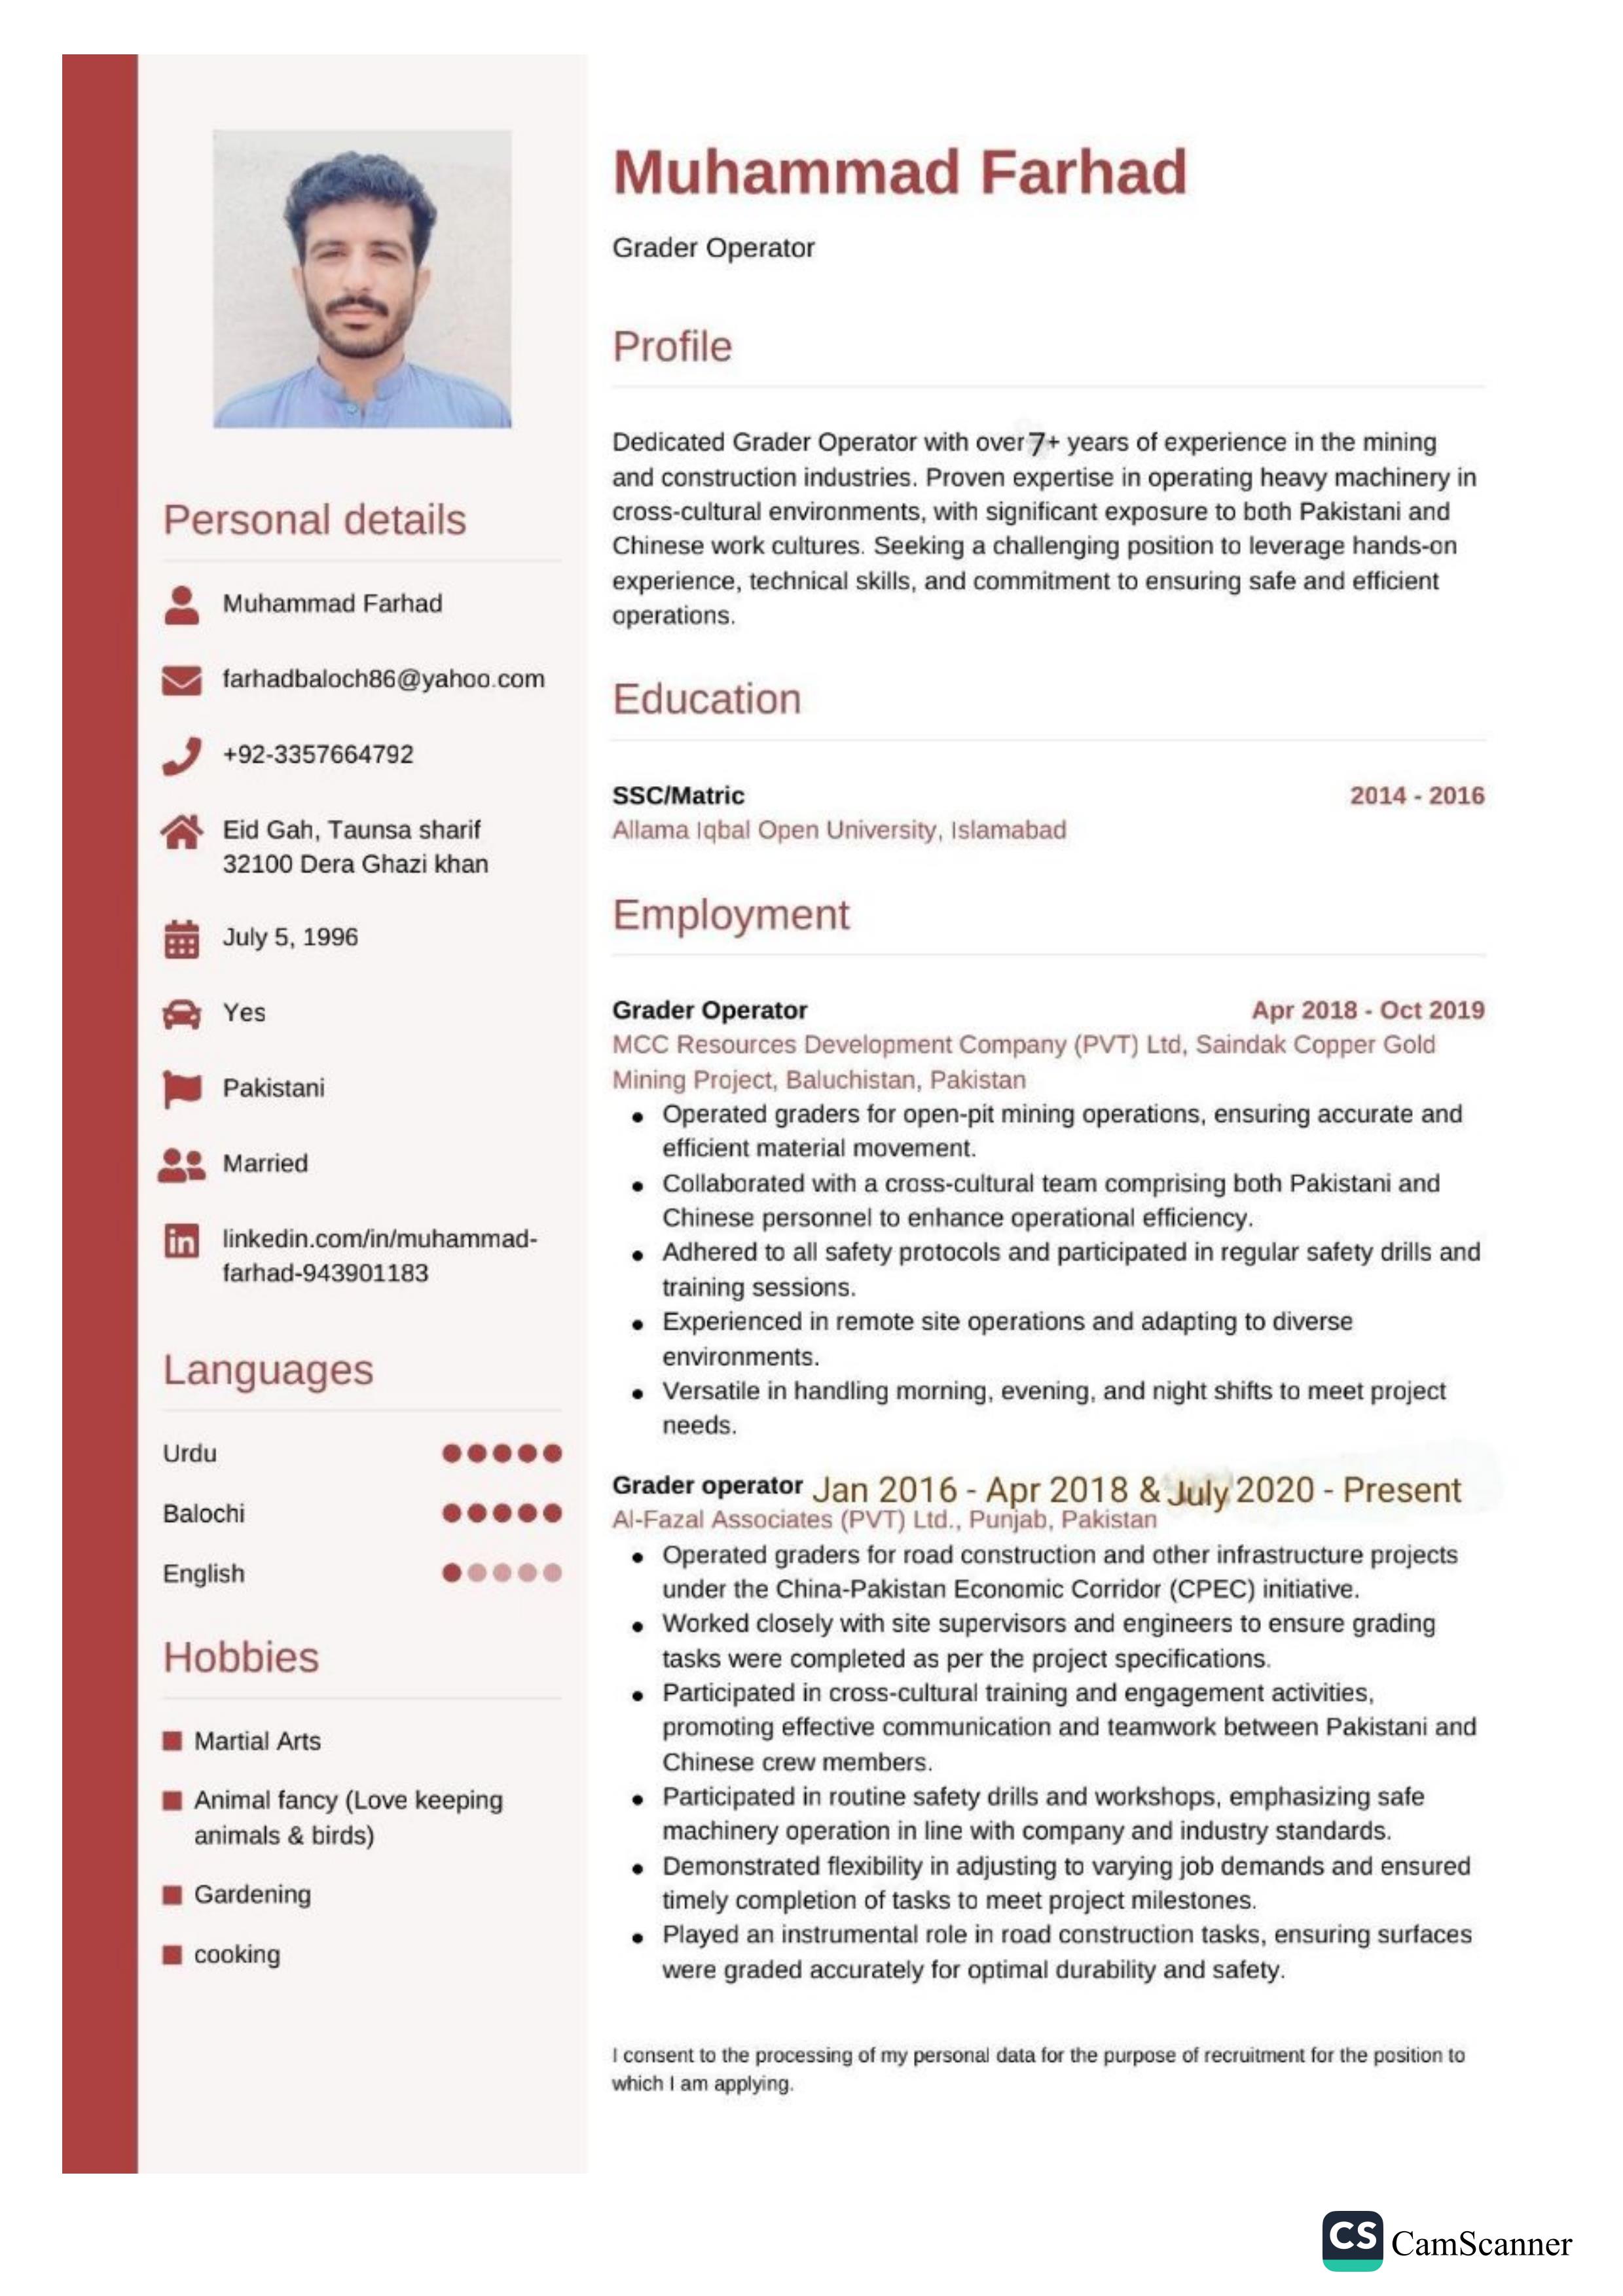 Muhammad Farhad
Grader Operator
Profile
Dedicated Grader Operator with over 7+ years of experience in the mining
and construction industries. Proven expertise in operating heavy machinery in
cross-cultural environments, with significant exposure to both Pakistani and
Chinese work cultures. Seeking a challenging position to leverage hands-on
experience, technical skills, and commitment to ensuring safe and efficient
operations.
Education
SSC/Matric 2014 - 2016
Allama Iqbal Open University, Islamabad
Employment
Grader Operator Apr 2018 - Oct 2019
MCC Resources Development Company (PVT) Ltd, Saindak Copper Gold
Mining Project, Baluchistan, Pakistan
• Operated graders for open-pit mining operations, ensuring accurate and
efficient material movement.
• Collaborated with a cross-cultural team comprising both Pakistani and
Chinese personnel to enhance operational efficiency.
• Adhered to all safety protocols and participated in regular safety drills and
training sessions.
• Experienced in remote site operations and adapting to diverse
environments.
• Versatile in handling morning, evening, and night shifts to meet project
needs.
Grader operator Jan 2016 - Apr 2018 & July 2020 - Present
Al-Fazal Associates (PVT) Ltd., Punjab, Pakistan
• Operated graders for road construction and other infrastructure projects
under the China-Pakistan Economic Corridor (CPEC) initiative.
• Worked closely with site supervisors and engineers to ensure grading
tasks were completed as per the project specifications.
• Participated in cross-cultural training and engagement activities,
promoting effective communication and teamwork between Pakistani and
Chinese crew members.
• Participated in routine safety drills and workshops, emphasizing safe
machinery operation in line with company and industry standards.
• Demonstrated flexibility in adjusting to varying job demands and ensured
timely completion of tasks to meet project milestones.
• Played an instrumental role in road construction tasks, ensuring surfaces
were graded accurately for optimal durability and safety.
I consent to the processing of my personal data for the purpose of recruitment for the position to
which I am applying.
Personal details
Muhammad Farhad
farhadbaloch86@yahoo.com
+92-3357664792
Eid Gah, Taunsa sharif
32100 Dera Ghazi khan
July 5, 1996
Yes
Pakistani
Married
in linkedin.com/in/muhammad-
farhad-943901183
Languages
Urdu
Balochi
English
Hobbies
Martial Arts
Animal fancy (Love keeping
animals & birds)
Gardening
cooking
CS CamScanner